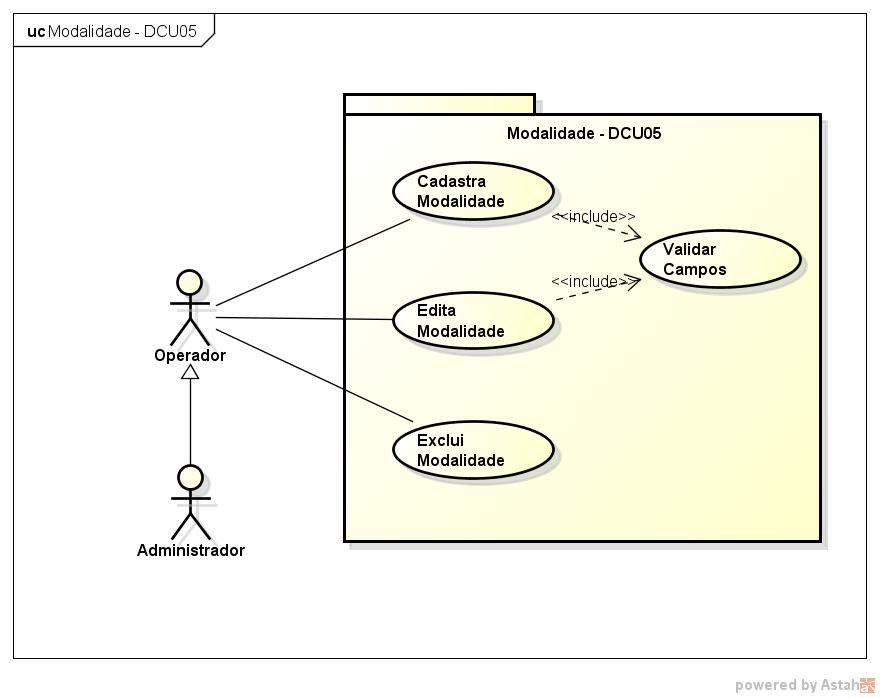 uc Modalidade - DCU05
Modalidade - DCU05
Cadastra
Modalidade
<<include>>
Validar
Campos
<<include>>
Edita
Modalidade
Operador
Exclui
Modalidade
Administrador
powered by Astah